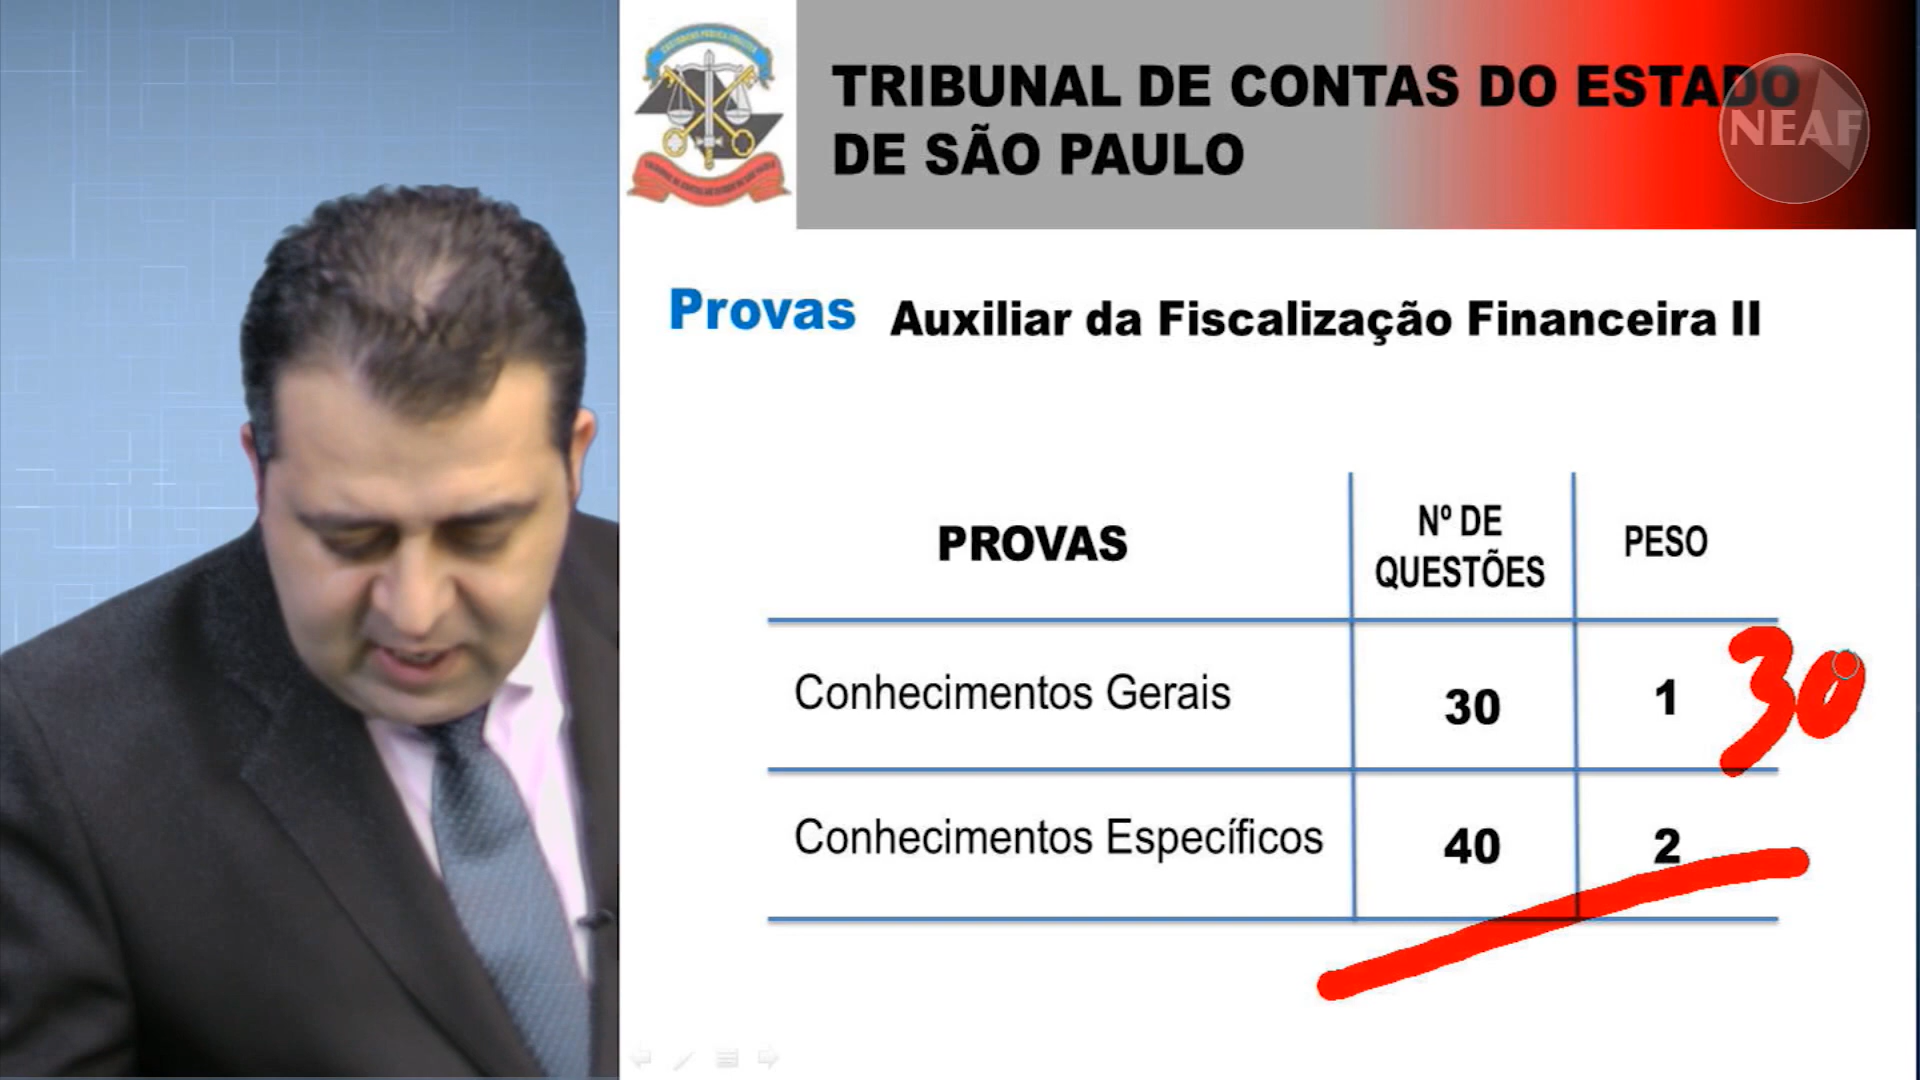 TRIBUNAL DE CONTAS DO ESTADO
DE SÃO PAULO
NEAF
Provas Auxiliar da Fiscalização Financeira II
PROVAS
Nº DE
QUESTÕES
PESO
Conhecimentos Gerais 30 1 30
Conhecimentos Específicos 40 2